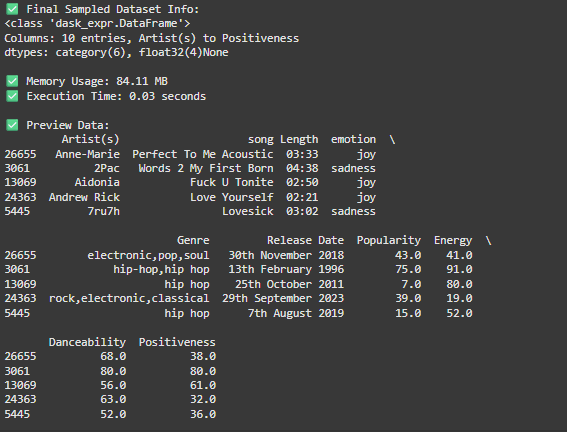 ✅ Final Sampled Dataset Info:
<class 'dask_expr.DataFrame'>
Columns: 10 entries, Artist(s) to Positiveness
dtypes: category(6), float32(4)None
✅ Memory Usage: 84.11 MB
✅ Execution Time: 0.03 seconds
✅ Preview Data:
Artist(s) song Length emotion \
26655 Anne-Marie Perfect To Me Acoustic 03:33 joy
3061 2Pac Words 2 My First Born 04:38 sadness
13069 Aidonia Fuck U Tonite 02:50 joy
24363 Andrew Rick Love Yourself 02:21 joy
5445 7ru7h Lovesick 03:02 sadness
Genre Release Date Popularity Energy \
26655 electronic,pop,soul 30th November 2018 43.0 41.0
3061 hip-hop,hip hop 13th February 1996 75.0 91.0
13069 hip hop 25th October 2011 7.0 80.0
24363 rock,electronic,classical 29th September 2023 39.0 19.0
5445 hip hop 7th August 2019 15.0 52.0
Danceability Positiveness
26655 68.0 38.0
3061 80.0 80.0
13069 56.0 61.0
24363 63.0 32.0
5445 52.0 36.0